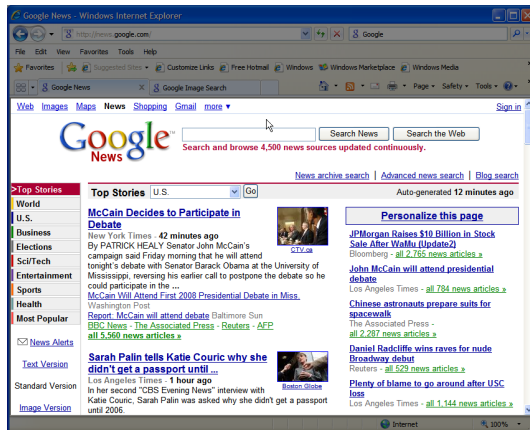 Google News - Windows Internet Explorer
http://news.google.com/
Google
File Edit View Favorites Tools Help
Favorites Suggested Sites Customize Links Free Hotmail Windows Windows Marketplace Windows Media
Google News Google Image Search Page Safety Tools
Web Images Maps News Shopping Gmail more ▼ Sign in
Google News
Search News Search the Web
Search and browse 4,500 news sources updated continuously.
News archive search | Advanced news search | Blog search
>Top Stories
World
U.S.
Business
Elections
Sci/Tech
Entertainment
Sports
Health
Most Popular
News Alerts
Text Version
Standard Version
Image Version
Top Stories U.S. Go
Auto-generated 12 minutes ago
McCain Decides to Participate in
Debate
New York Times - 42 minutes ago
By PATRICK HEALY Senator John McCain's
campaign said Friday morning that he will attend
tonight's debate with Senator Barack Obama at the University of
Mississippi, reversing his earlier call to postpone the debate so he
could participate in the ...
McCain Will Attend First 2008 Presidential Debate in Miss.
Washington Post
Report: McCain will attend debate Baltimore Sun
BBC News - The Associated Press - Reuters - AFP
all 5,560 news articles »
CTV.ca
Sarah Palin tells Katie Couric why she
didn't get a passport until ...
Los Angeles Times - 1 hour ago
In her second "CBS Evening News" interview with
Katie Couric, Sarah Palin was asked why she didn't get a passport
until 2006.
Boston Globe
Personalize this page
JPMorgan Raises $10 Billion in Stock
Sale After WaMu (Update2)
Bloomberg - all 2,765 news articles »
John McCain will attend presidential
debate
Los Angeles Times - all 784 news articles »
Chinese astronauts prepare suits for
spacewalk
The Associated Press -
all 2,287 news articles »
Daniel Radcliffe wins raves for nude
Broadway debut
Reuters - all 529 news articles »
Plenty of blame to go around after USC
loss
Los Angeles Times - all 1,144 news articles »
Internet 100%